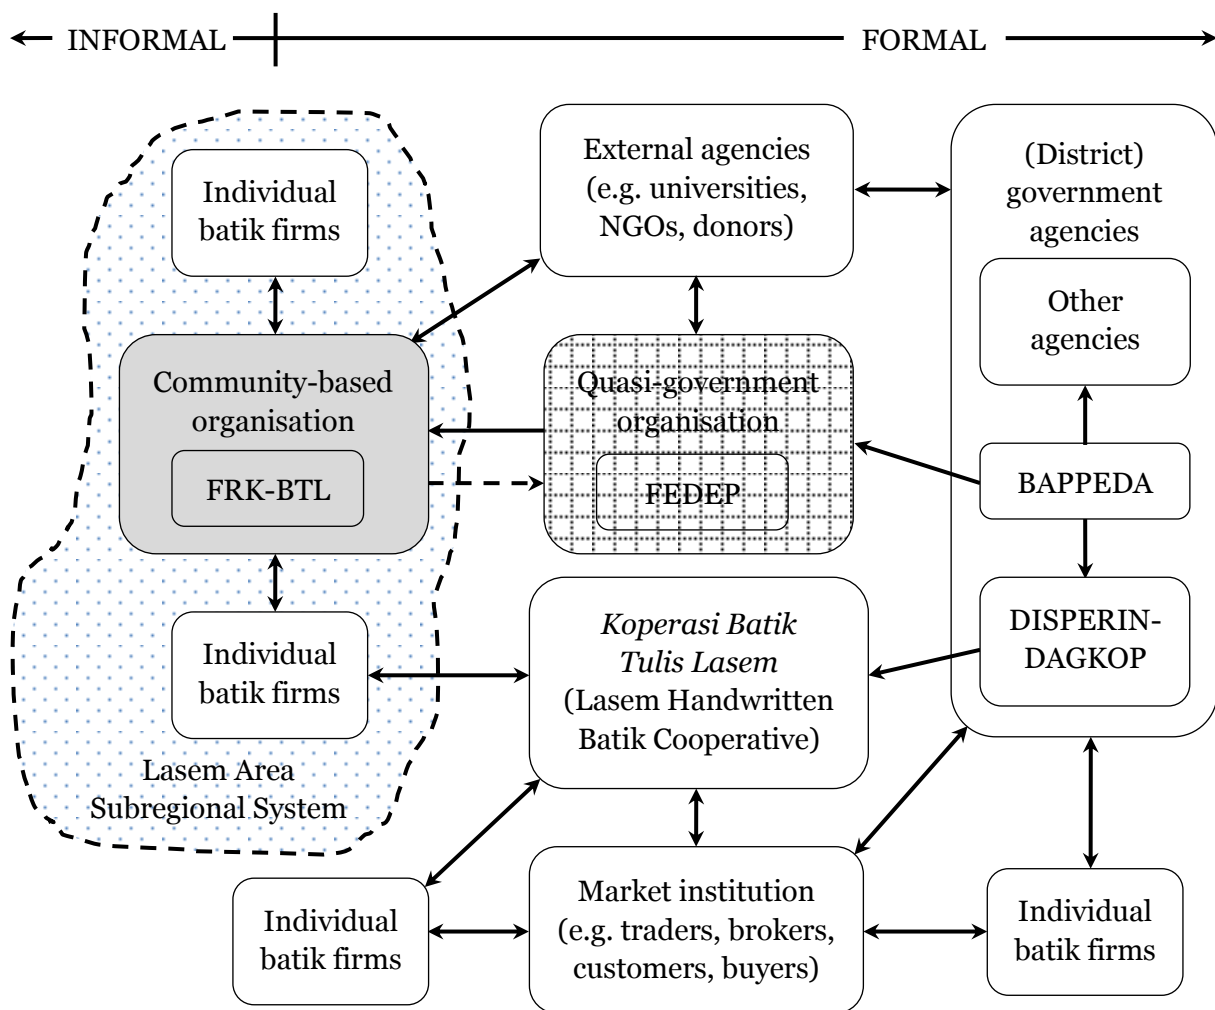 INFORMAL
FORMAL
Individual
batik firms
External agencies
(e.g. universities,
NGOs, donors)
(District)
government
agencies
Other
agencies
Community-based
organisation
FRK-BTL
Quasi-government
organisation
FEDEP
BAPPEDA
Individual
batik firms
Koperasi Batik
Tulis Lasem
(Lasem Handwritten
Batik Cooperative)
DISPERIN-
DAGKOP
Lasem Area
Subregional System
Individual
batik firms
Market institution
(e.g. traders, brokers,
customers, buyers)
Individual
batik firms